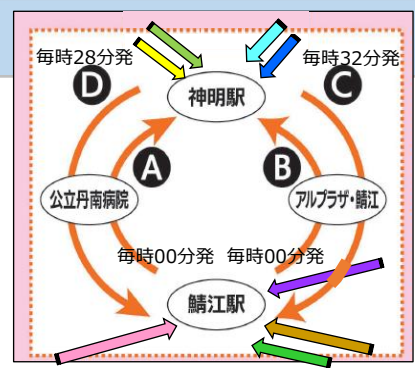 毎時28分発
毎時32分発
D
C
神明駅
A
B
公立丹南病院
アルプラザ・鯖江
毎時00分発
毎時00分発
鯖江駅